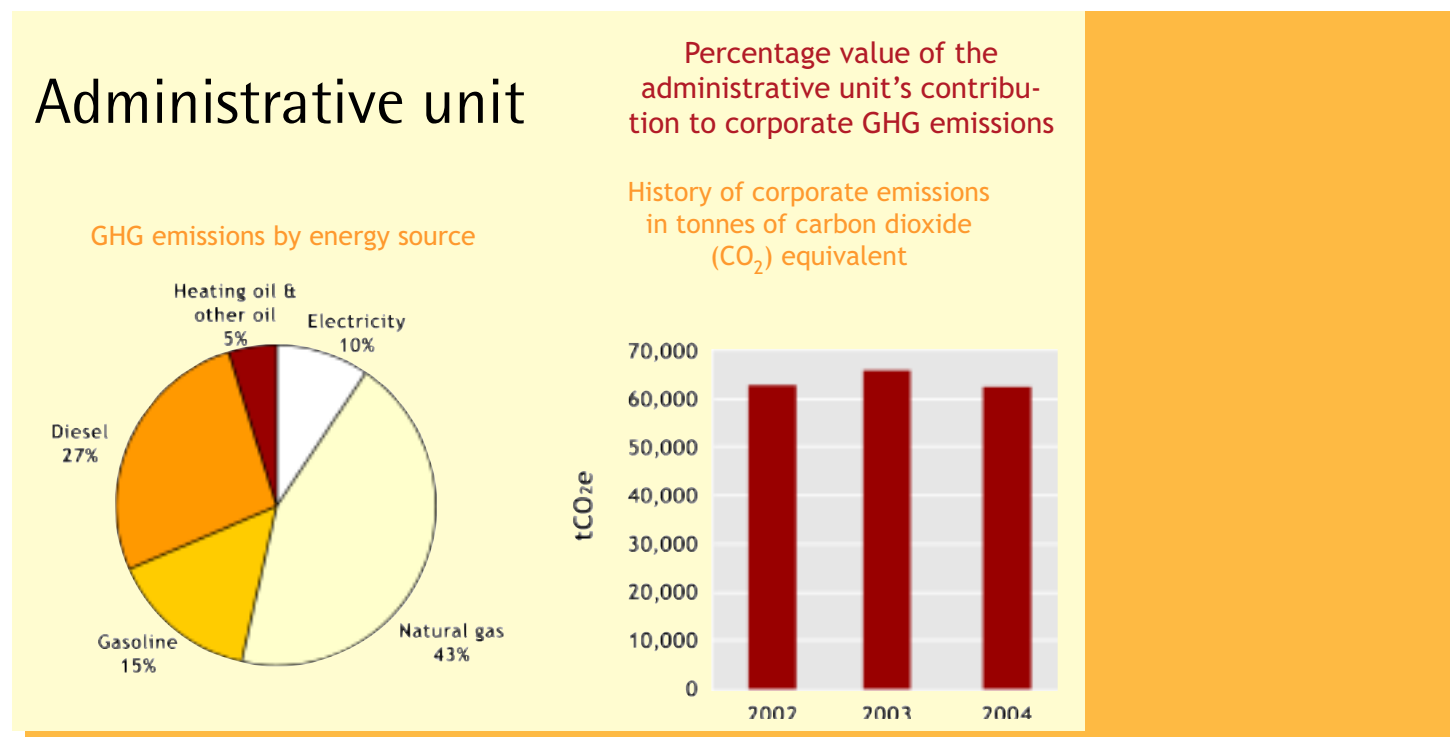 Administrative unit
Percentage value of the
administrative unit’s contribu-
tion to corporate GHG emissions
GHG emissions by energy source
Heating oil &
other oil
5%
Electricity
10%
Diesel
27%
Gasoline
15%
Natural gas
43%
History of corporate emissions
in tonnes of carbon dioxide
(CO₂) equivalent
tCO₂e
70,000
60,000
50,000
40,000
30,000
20,000
10,000
0
2002 2003 2004